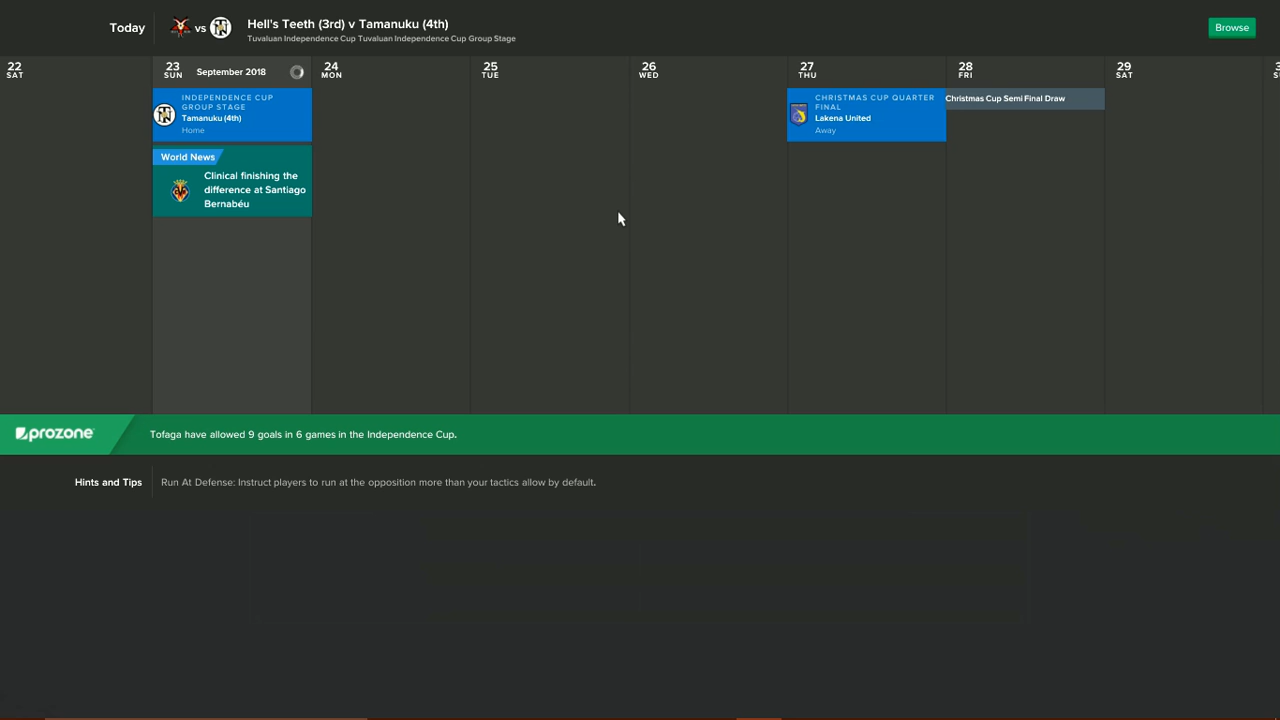 Today
vs
Hell's Teeth (3rd) v Tamanuku (4th)
Tuvaluan Independence Cup Tuvaluan Independence Cup Group Stage
Browse
22
SAT
23
SUN
September 2018
24
MON
25
TUE
26
WED
27
THU
28
FRI
29
SAT
INDEPENDENCE CUP
GROUP STAGE
Tamanuku (4th)
Home
CHRISTMAS CUP QUARTER
FINAL
Lakena United
Away
Christmas Cup Semi Final Draw
World News
Clinical finishing the
difference at Santiago
Bernabéu
prozone
Tofaga have allowed 9 goals in 6 games in the Independence Cup.
Hints and Tips
Run At Defense: Instruct players to run at the opposition more than your tactics allow by default.